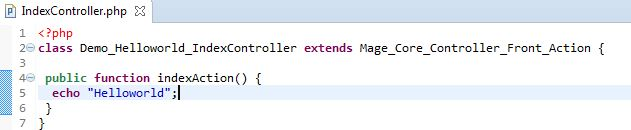 IndexController.php
1 <?php
2 class Demo_Helloworld_IndexController extends Mage_Core_Controller_Front_Action {
3
4 public function indexAction() {
5 echo "Helloworld";
6 }
7 }